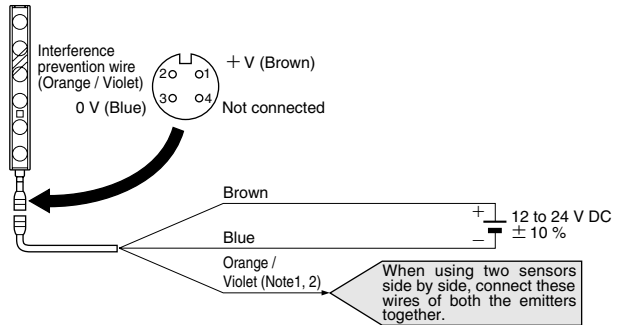 Interference
prevention wire
(Orange / Violet)
+ V (Brown)
2 1
3 4
0 V (Blue)
Not connected
Brown
+
12 to 24 V DC
± 10 %
Blue
−
Orange /
Violet (Note1, 2)
When using two sensors
side by side, connect these
wires of both the emitters
together.